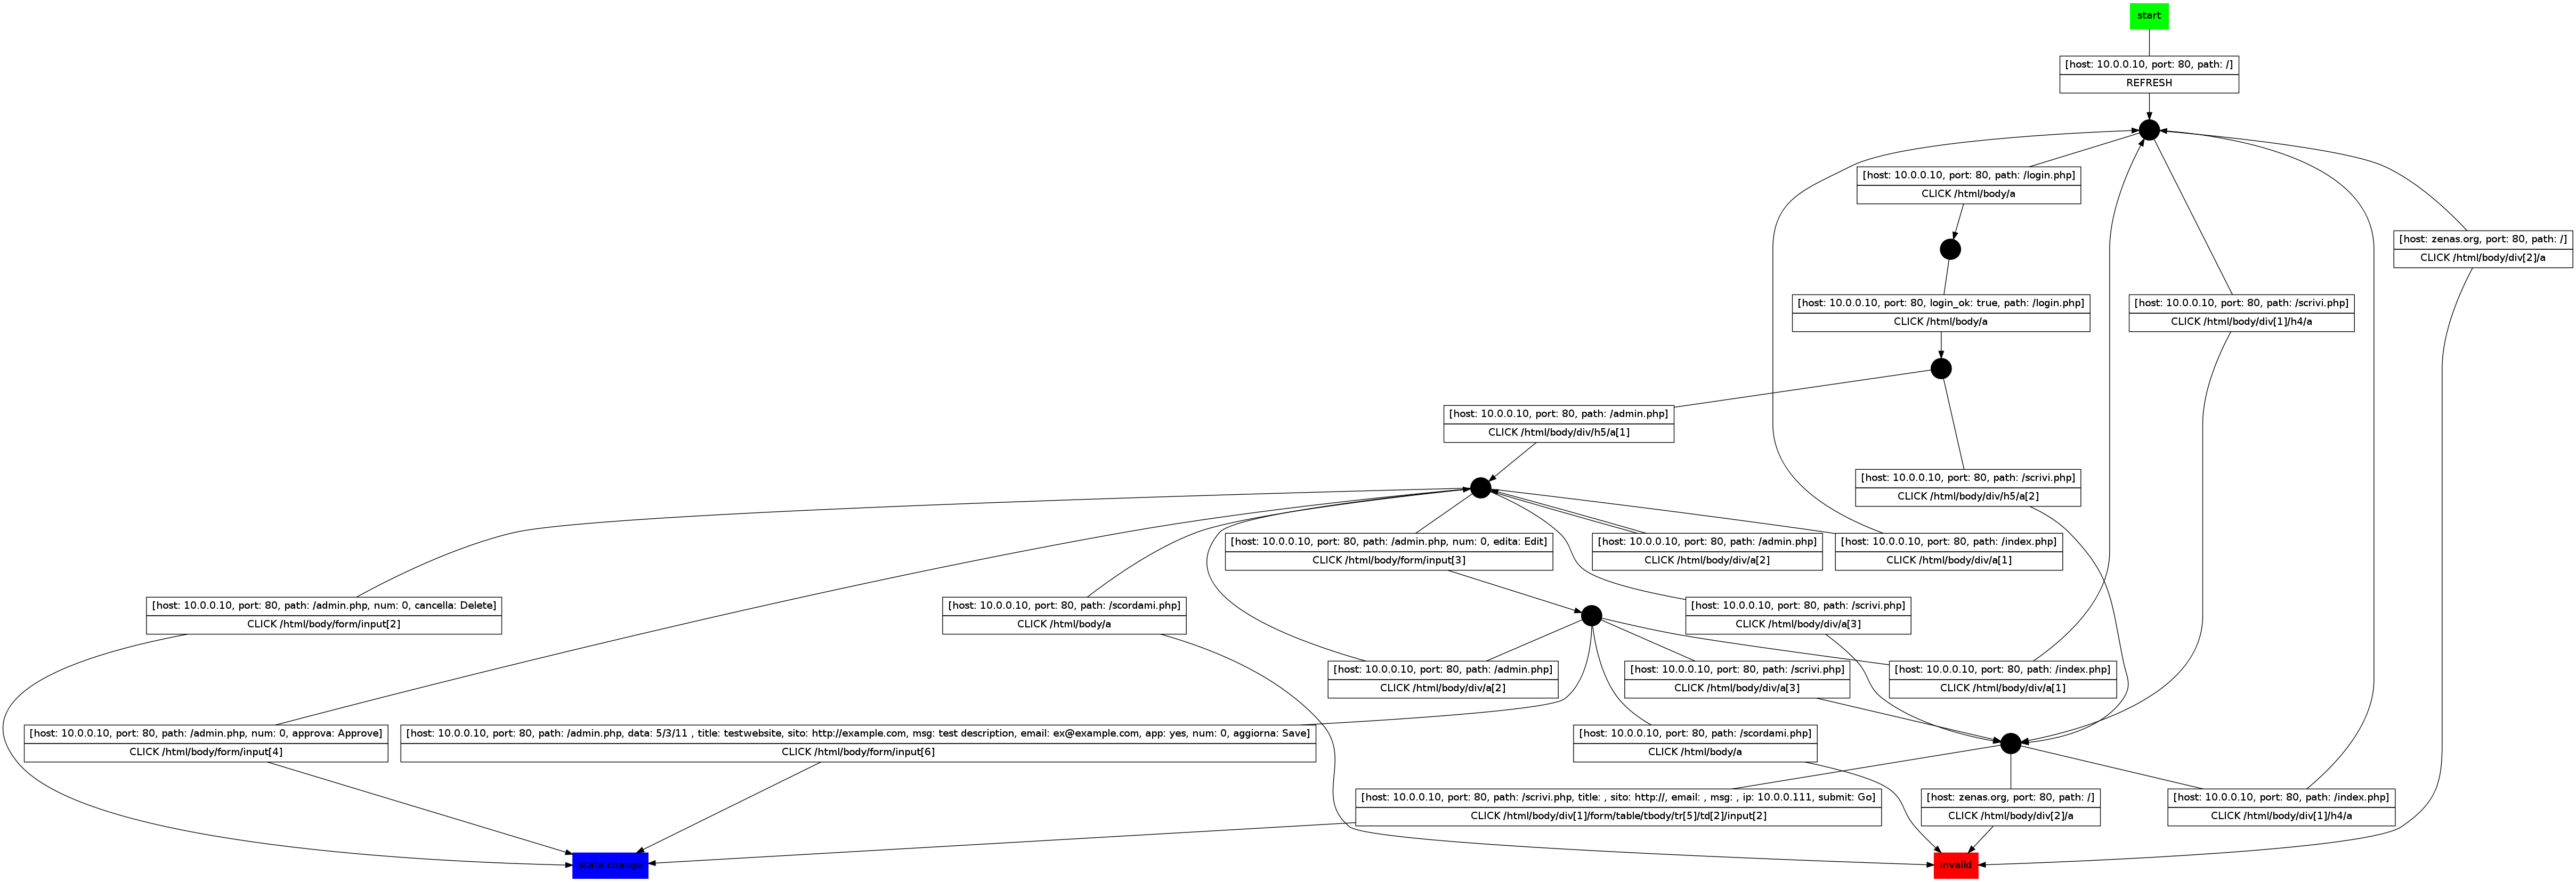 start
[host: 10.0.0.10, port: 80, path: /]
REFRESH
[host: 10.0.0.10, port: 80, path: /login.php]
CLICK /html/body/a
[host: zenas.org, port: 80, path: /]
CLICK /html/body/div[2]/a
[host: 10.0.0.10, port: 80, login_ok: true, path: /login.php]
CLICK /html/body/a
[host: 10.0.0.10, port: 80, path: /scrivi.php]
CLICK /html/body/div[1]/h4/a
[host: 10.0.0.10, port: 80, path: /admin.php]
CLICK /html/body/div/h5/a[1]
[host: 10.0.0.10, port: 80, path: /scrivi.php]
CLICK /html/body/div/h5/a[2]
[host: 10.0.0.10, port: 80, path: /admin.php, num: 0, edita: Edit]
CLICK /html/body/form/input[3]
[host: 10.0.0.10, port: 80, path: /admin.php]
CLICK /html/body/div/a[2]
[host: 10.0.0.10, port: 80, path: /index.php]
CLICK /html/body/div/a[1]
[host: 10.0.0.10, port: 80, path: /admin.php, num: 0, cancella: Delete]
CLICK /html/body/form/input[2]
[host: 10.0.0.10, port: 80, path: /scordami.php]
CLICK /html/body/a
[host: 10.0.0.10, port: 80, path: /scrivi.php]
CLICK /html/body/div/a[3]
[host: 10.0.0.10, port: 80, path: /admin.php]
CLICK /html/body/div/a[2]
[host: 10.0.0.10, port: 80, path: /scrivi.php]
CLICK /html/body/div/a[3]
[host: 10.0.0.10, port: 80, path: /index.php]
CLICK /html/body/div/a[1]
[host: 10.0.0.10, port: 80, path: /admin.php, num: 0, approva: Approve]
CLICK /html/body/form/input[4]
[host: 10.0.0.10, port: 80, path: /admin.php, data: 5/3/11 , title: testwebsite, sito: http://example.com, msg: test description, email: ex@example.com, app: yes, num: 0, aggiorna: Save]
CLICK /html/body/form/input[6]
[host: 10.0.0.10, port: 80, path: /scordami.php]
CLICK /html/body/a
[host: 10.0.0.10, port: 80, path: /scrivi.php, title: , sito: http://, email: , msg: , ip: 10.0.0.111, submit: Go]
CLICK /html/body/div[1]/form/table/tbody/tr[5]/td[2]/input[2]
[host: zenas.org, port: 80, path: /]
CLICK /html/body/div[2]/a
[host: 10.0.0.10, port: 80, path: /index.php]
CLICK /html/body/div[1]/h4/a
state change
invalid